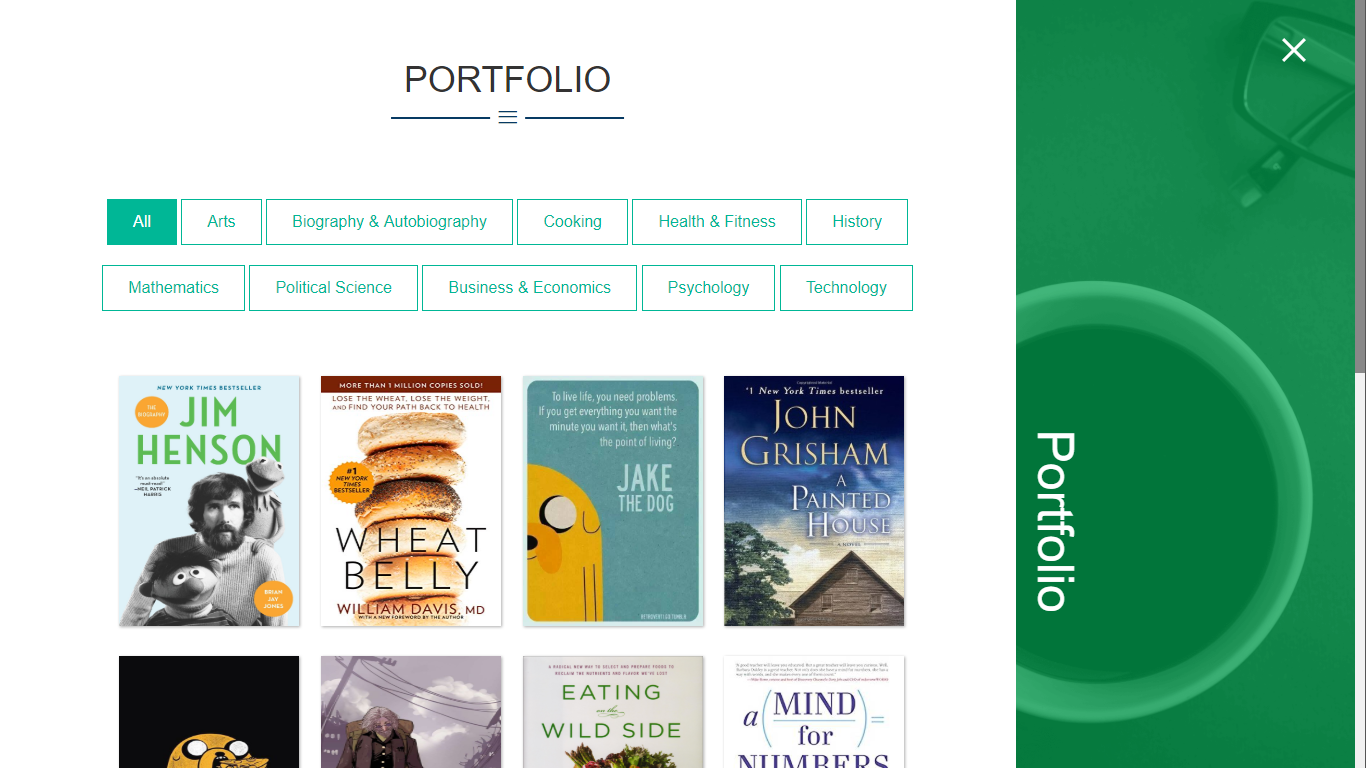 PORTFOLIO
All
Arts
Biography & Autobiography
Cooking
Health & Fitness
History
Mathematics
Political Science
Business & Economics
Psychology
Technology
NEW YORK TIMES BESTSELLER
THE
BIOGRAPHY
JIM
HENSON
"It's an absolute
must-read"
—NEIL PATRICK
HARRIS
BRIAN
JAY
JONES
MORE THAN 1 MILLION COPIES SOLD!
LOSE THE WHEAT, LOSE THE WEIGHT,
AND FIND YOUR PATH BACK TO HEALTH
#1
NEW YORK
TIMES
BESTSELLER
WHEAT
BELLY
WILLIAM DAVIS, MD
WITH A NEW FOREWORD BY THE AUTHOR
To live life, you need problems.
If you get everything you want the
minute you want it, then what's
the point of living?
JAKE
THE DOG
#1 New York Times bestseller
JOHN
GRISHAM
A
PAINTED
HOUSE
A NOVEL
A RADICAL NEW WAY TO SELECT AND PREPARE FOODS TO
RECLAIM THE NUTRIENTS AND FLAVOR WE'VE LOST
EATING
on the
WILD SIDE
a (MIND
for
NUMBERS
Portfolio